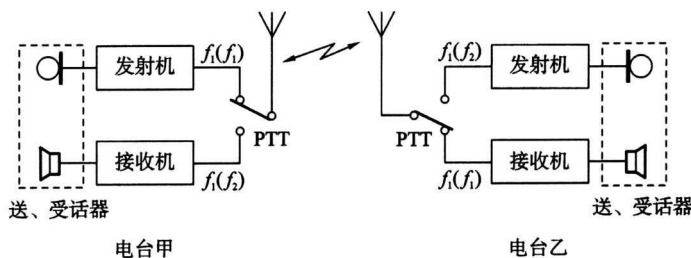 发射机
f₁(f₁)
PTT
接收机
f₁(f₂)
送、受话器
电台甲
f₁(f₂)
发射机
PTT
接收机
f₁(f₁)
送、受话器
电台乙